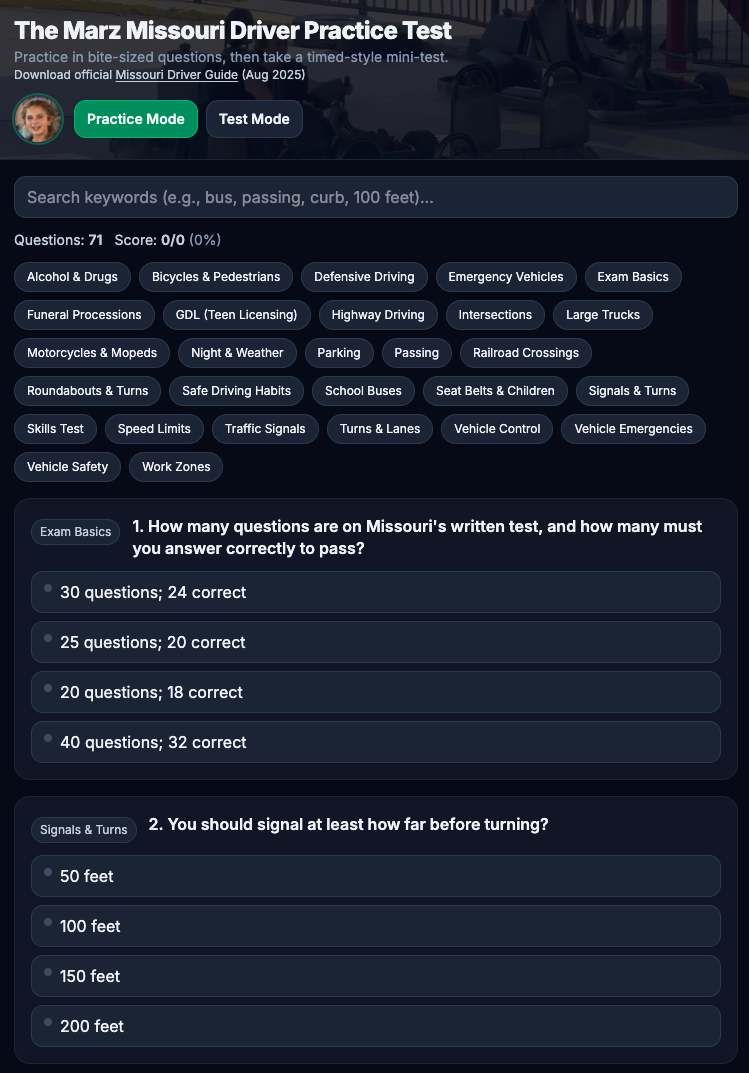 The Marz Missouri Driver Practice Test
Practice in bite-sized questions, then take a timed-style mini-test.
Download official Missouri Driver Guide (Aug 2025)
Practice Mode Test Mode
Search keywords (e.g., bus, passing, curb, 100 feet)...
Questions: 71 Score: 0/0 (0%)
Alcohol & Drugs Bicycles & Pedestrians Defensive Driving Emergency Vehicles Exam Basics
Funeral Processions GDL (Teen Licensing) Highway Driving Intersections Large Trucks
Motorcycles & Mopeds Night & Weather Parking Passing Railroad Crossings
Roundabouts & Turns Safe Driving Habits School Buses Seat Belts & Children Signals & Turns
Skills Test Speed Limits Traffic Signals Turns & Lanes Vehicle Control Vehicle Emergencies
Vehicle Safety Work Zones
Exam Basics 1. How many questions are on Missouri's written test, and how many must
you answer correctly to pass?
30 questions; 24 correct
25 questions; 20 correct
20 questions; 18 correct
40 questions; 32 correct
Signals & Turns 2. You should signal at least how far before turning?
50 feet
100 feet
150 feet
200 feet